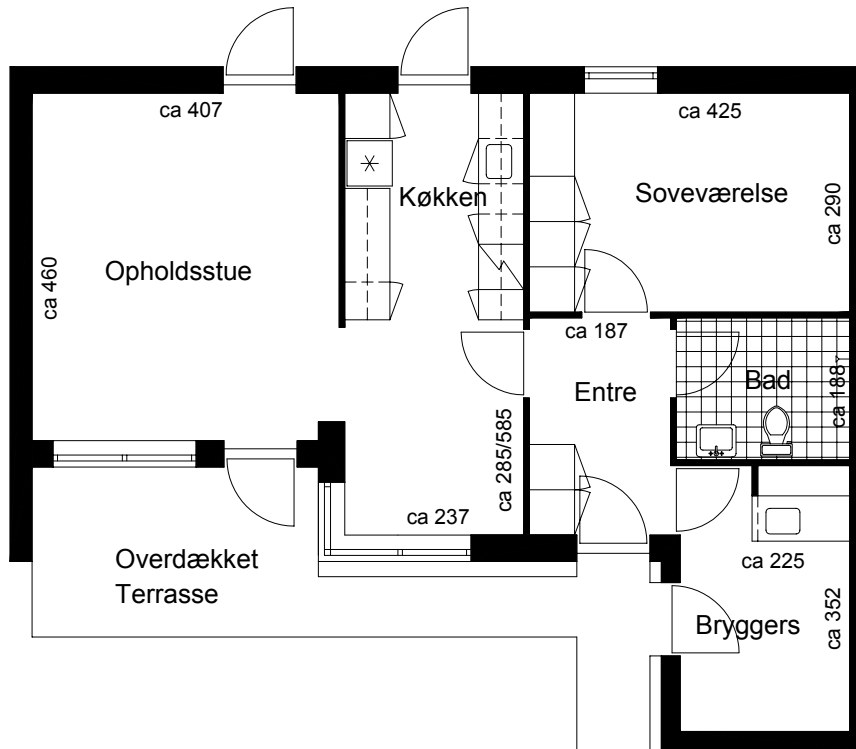 ca 407
ca 425
Køkken
Soveværelse
ca 290
ca 460
Opholdsstue
ca 187
Entre
Bad
ca 188
ca 285/585
ca 237
Overdækket
Terrasse
ca 225
Bryggers
ca 352